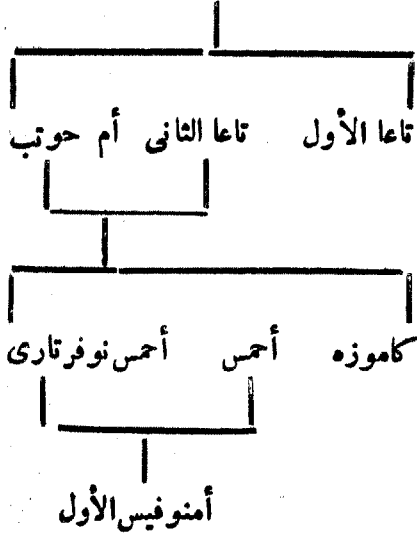 تاعا الأول تاعا الثانى أم حوتب
كاموزه أحمس أحمس نوفرتارى
أمنوفيس الأول